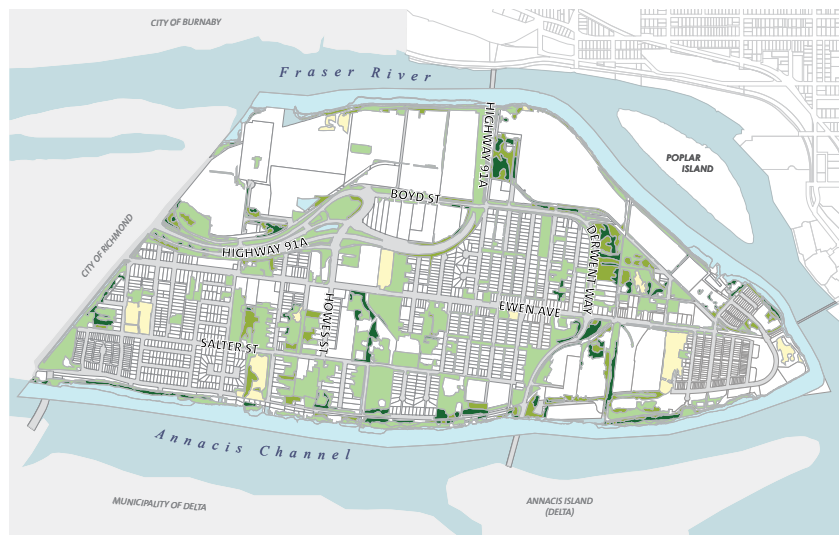 CITY OF BURNABY
Fraser River
HIGHWAY 91A
POPLAR
ISLAND
BOYD ST
CITY OF RICHMOND
HIGHWAY 91A
DERWENT WAY
HOWES ST
EWEN AVE
SALTER ST
Annacis Channel
MUNICIPALITY OF DELTA
ANNACIS ISLAND
(DELTA)